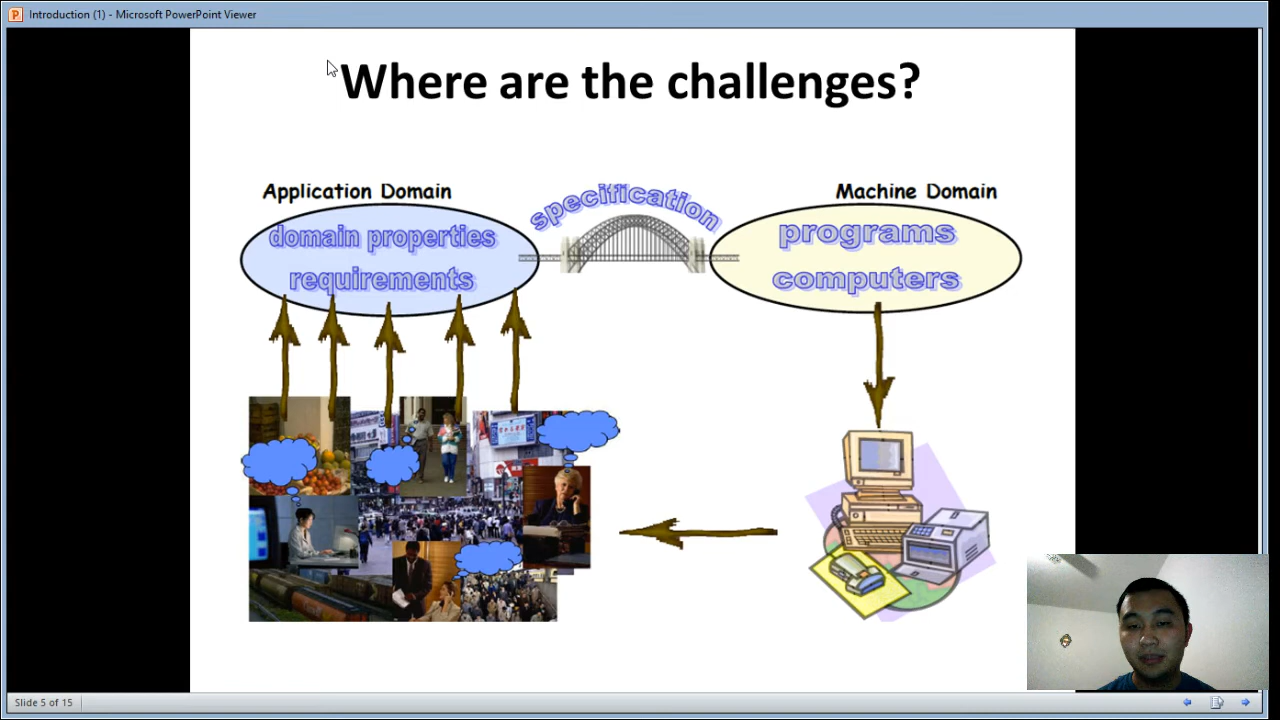 Introduction (1) - Microsoft PowerPoint Viewer
Where are the challenges?
Application Domain
specification
Machine Domain
domain properties
requirements
programs
computers
Slide 5 of 15